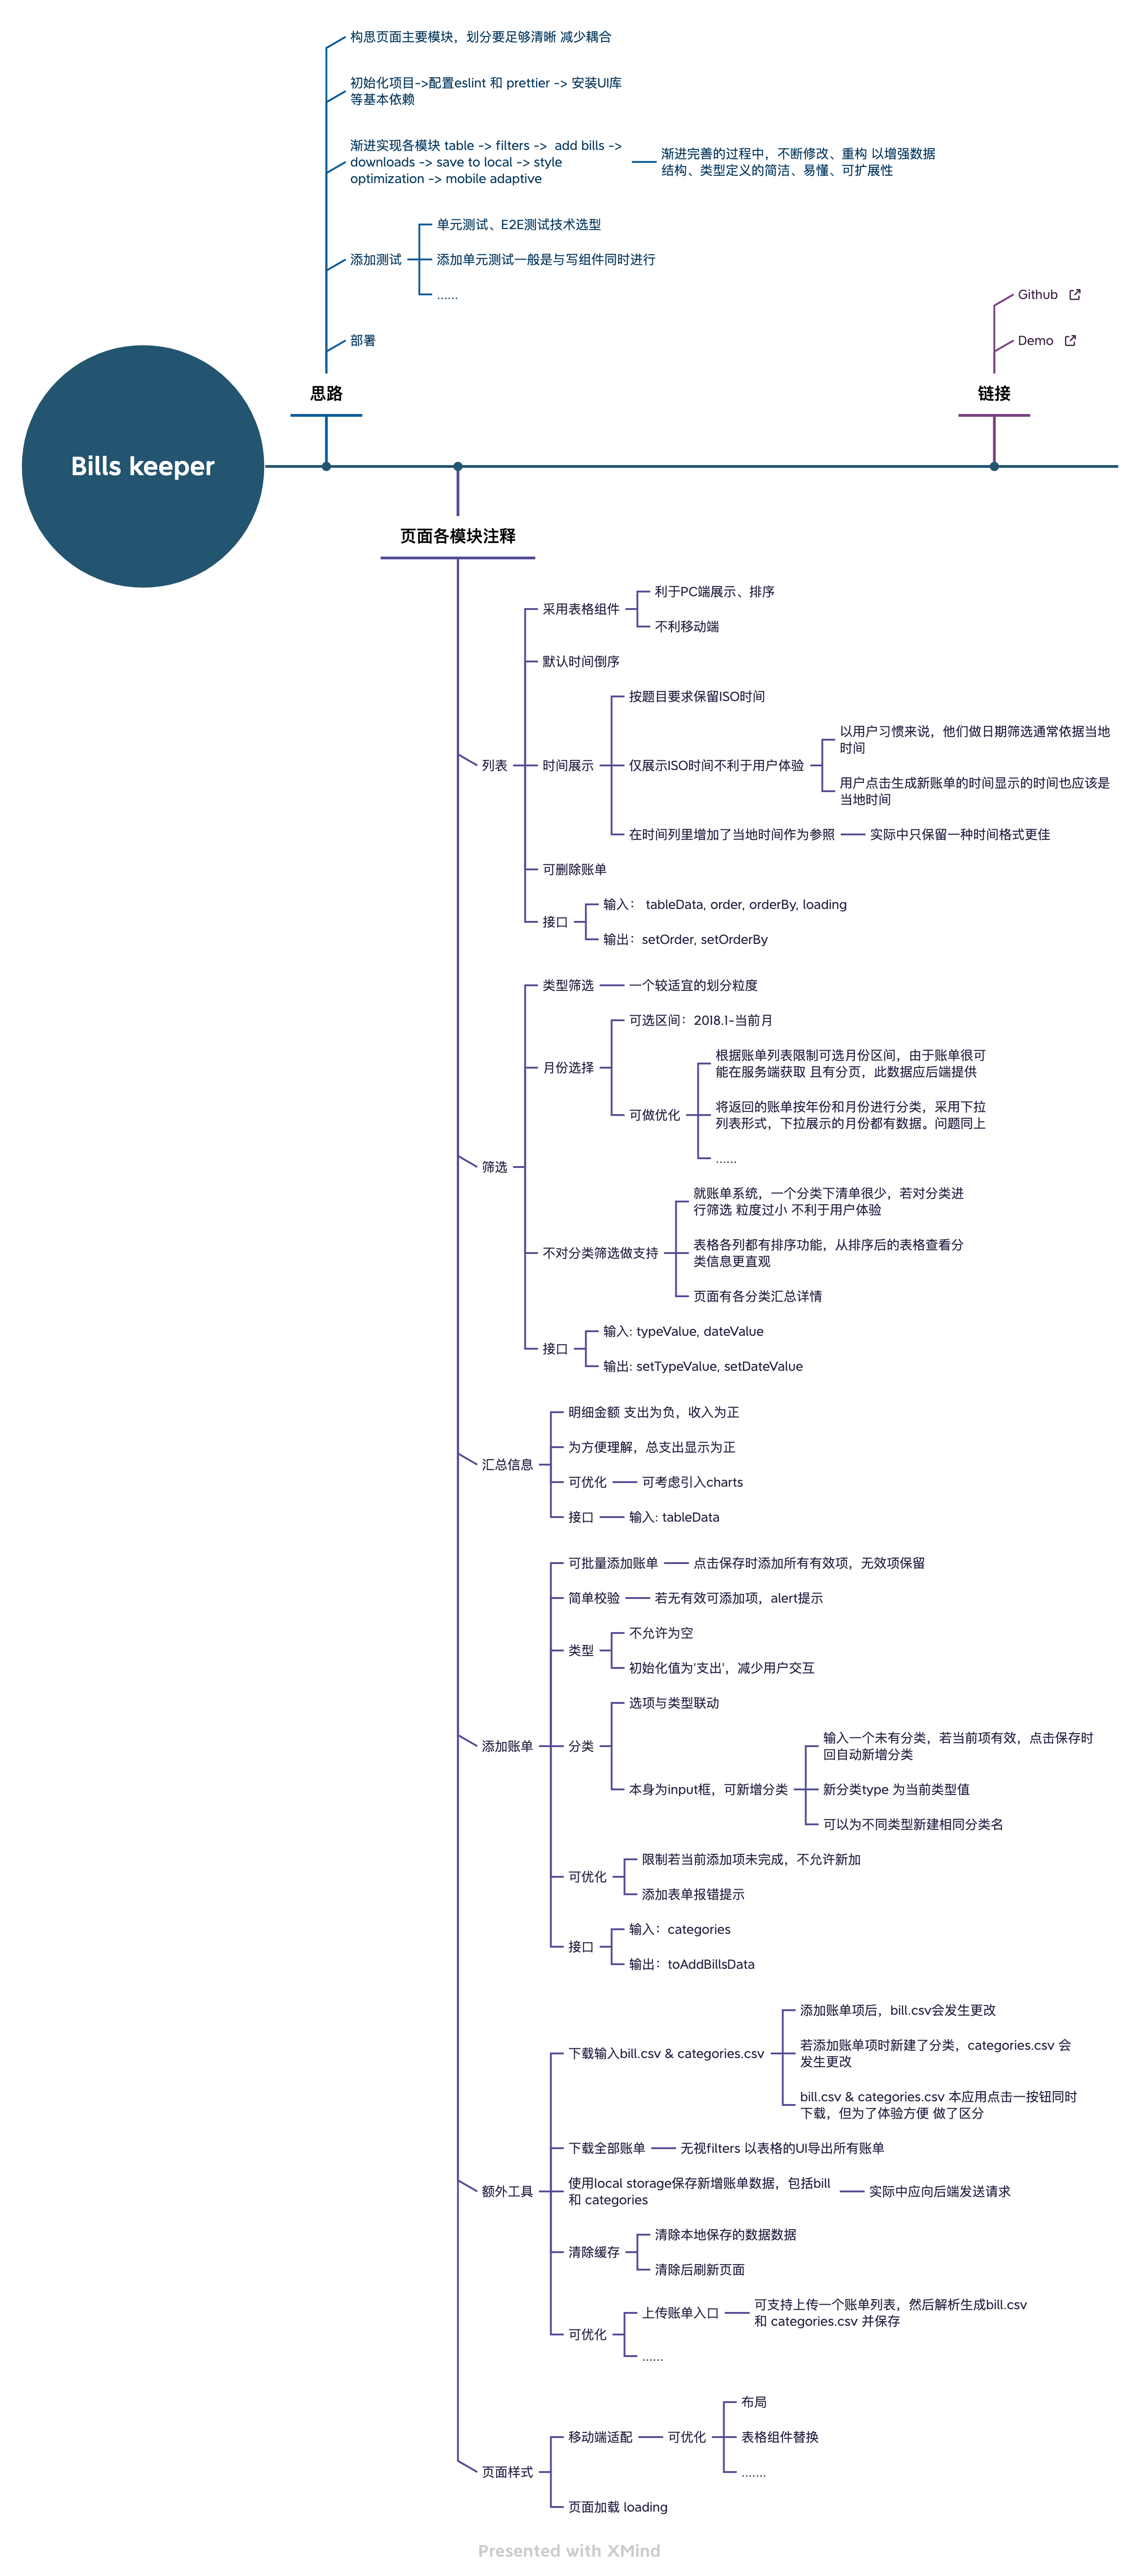 构思页面主要模块，划分要足够清晰 减少耦合
初始化项目->配置eslint 和 prettier -> 安装UI库
等基本依赖
渐进实现各模块 table -> filters ->  add bills ->
downloads -> save to local -> style
optimization -> mobile adaptive
渐进完善的过程中，不断修改、重构 以增强数据
结构、类型定义的简洁、易懂、可扩展性
添加测试
单元测试、E2E测试技术选型
添加单元测试一般是与写组件同时进行
......
部署
思路
Github
Demo
链接
Bills keeper
页面各模块注释
列表
采用表格组件
利于PC端展示、排序
不利移动端
默认时间倒序
时间展示
按题目要求保留ISO时间
仅展示ISO时间不利于用户体验
以用户习惯来说，他们做日期筛选通常依据当地
时间
用户点击生成新账单的时间显示的时间也应该是
当地时间
在时间列里增加了当地时间作为参照
实际中只保留一种时间格式更佳
可删除账单
接口
输入： tableData, order, orderBy, loading
输出：setOrder, setOrderBy
筛选
类型筛选
一个较适宜的划分粒度
月份选择
可选区间：2018.1-当前月
可做优化
根据账单列表限制可选月份区间，由于账单很可
能在服务端获取 且有分页，此数据应后端提供
将返回的账单按年份和月份进行分类，采用下拉
列表形式，下拉展示的月份都有数据。问题同上
......
不对分类筛选做支持
就账单系统，一个分类下清单很少，若对分类进
行筛选 粒度过小 不利于用户体验
表格各列都有排序功能，从排序后的表格查看分
类信息更直观
页面有各分类汇总详情
接口
输入: typeValue, dateValue
输出: setTypeValue, setDateValue
汇总信息
明细金额 支出为负，收入为正
为方便理解，总支出显示为正
可优化
可考虑引入charts
接口
输入: tableData
添加账单
可批量添加账单
点击保存时添加所有有效项，无效项保留
简单校验
若无有效可添加项，alert提示
类型
不允许为空
初始化值为'支出'，减少用户交互
分类
选项与类型联动
本身为input框，可新增分类
输入一个未有分类，若当前项有效，点击保存时
回自动新增分类
新分类type 为当前类型值
可以为不同类型新建相同分类名
可优化
限制若当前添加项未完成，不允许新加
添加表单报错提示
接口
输入：categories
输出：toAddBillsData
额外工具
下载输入bill.csv & categories.csv
添加账单项后，bill.csv会发生更改
若添加账单项时新建了分类，categories.csv 会
发生更改
bill.csv & categories.csv 本应用点击一按钮同时
下载，但为了体验方便 做了区分
下载全部账单
无视filters 以表格的UI导出所有账单
使用local storage保存新增账单数据，包括bill
和 categories
实际中应向后端发送请求
清除缓存
清除本地保存的数据数据
清除后刷新页面
可优化
上传账单入口
可支持上传一个账单列表，然后解析生成bill.csv
和 categories.csv 并保存
......
页面样式
移动端适配
可优化
布局
表格组件替换
.......
页面加载 loading
Presented with XMind